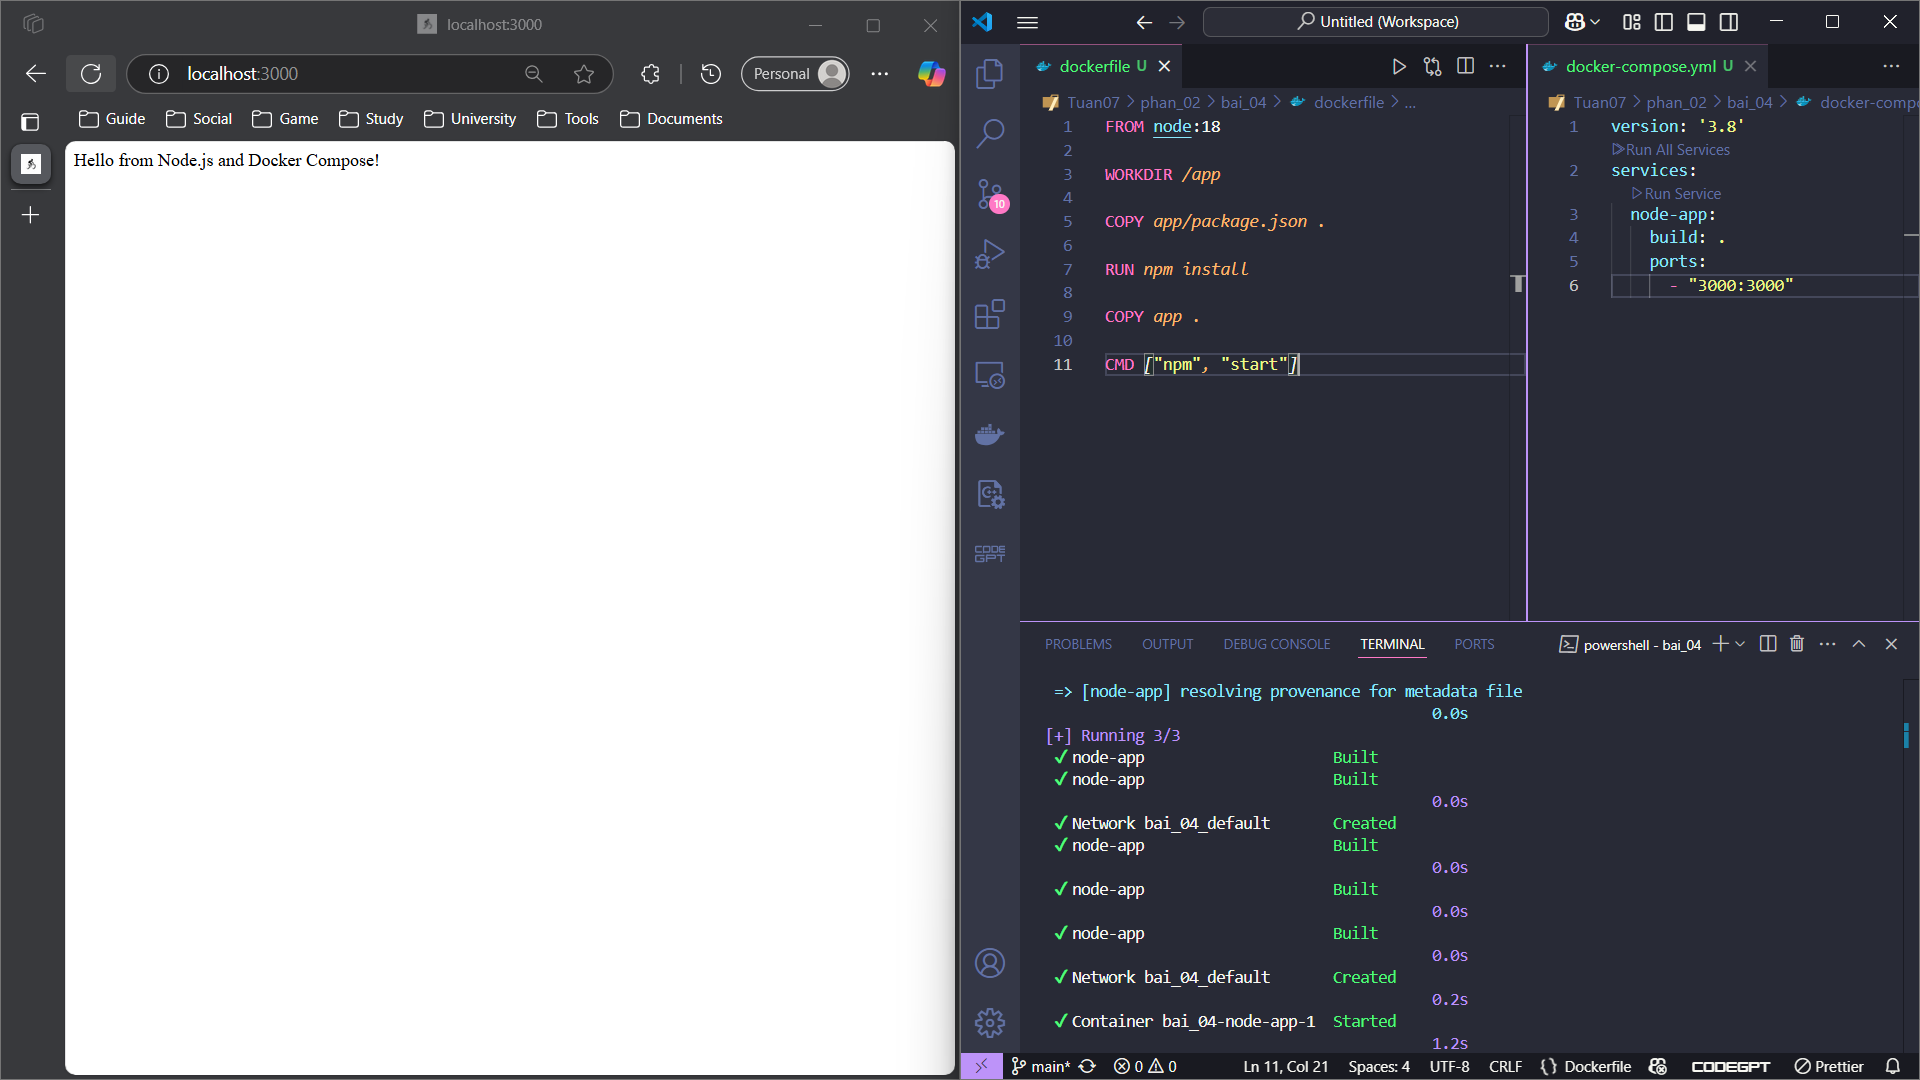 localhost:3000
localhost:3000
Personal
Guide Social Game Study University Tools Documents
Hello from Node.js and Docker Compose!
Untitled (Workspace)
10
CODE
GPT
dockerfile U
Tuan07 > phan_02 > bai_04 > dockerfile > ...
1 FROM node:18
2
3 WORKDIR /app
4
5 COPY app/package.json .
6
7 RUN npm install
8
9 COPY app .
10
11 CMD ["npm", "start"]
docker-compose.yml U
Tuan07 > phan_02 > bai_04 > docker-compo
1 version: '3.8'
Run All Services
2 services:
Run Service
3 node-app:
4 build: .
5 ports:
6 - "3000:3000"
PROBLEMS OUTPUT DEBUG CONSOLE TERMINAL PORTS
powershell - bai_04
=> [node-app] resolving provenance for metadata file
0.0s
[+] Running 3/3
✓ node-app Built
✓ node-app Built
0.0s
✓ Network bai_04_default Created
✓ node-app Built
0.0s
✓ node-app Built
0.0s
✓ node-app Built
0.0s
✓ Network bai_04_default Created
0.2s
✓ Container bai_04-node-app-1 Started
1.2s
main* 0 0 Ln 11, Col 21 Spaces: 4 UTF-8 CRLF {} Dockerfile CODEGPT Prettier